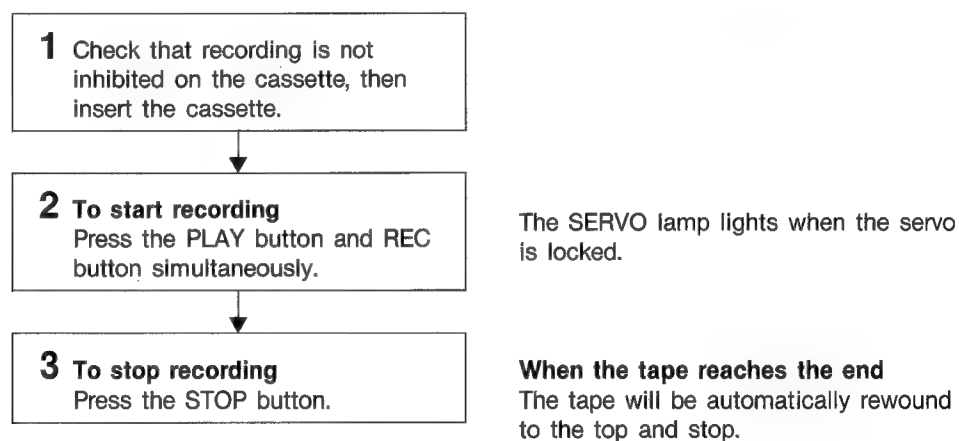 1 Check that recording is not
inhibited on the cassette, then
insert the cassette.
2 To start recording
Press the PLAY button and REC
button simultaneously.
The SERVO lamp lights when the servo
is locked.
3 To stop recording
Press the STOP button.
When the tape reaches the end
The tape will be automatically rewound
to the top and stop.